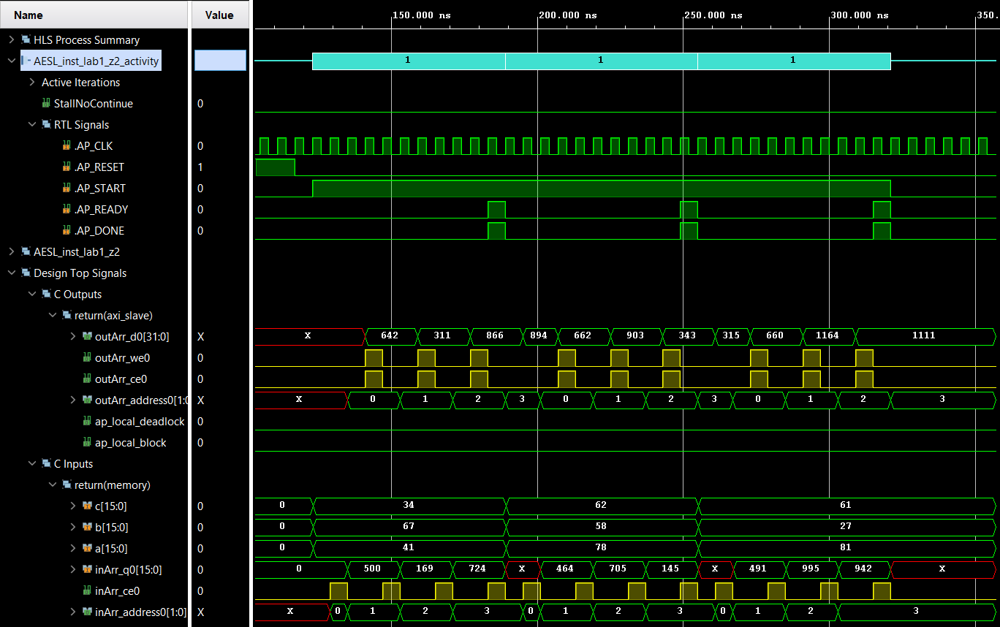 Name Value 150.000 ns 200.000 ns 250.000 ns 300.000 ns 350.
HLS Process Summary
AESL_inst_lab1_z2_activity 1 1 1
Active Iterations
StallNoContinue 0
RTL Signals
.AP_CLK 0
.AP_RESET 1
.AP_START 0
.AP_READY 0
.AP_DONE 0
AESL_inst_lab1_z2
Design Top Signals
C Outputs
return(axi_slave)
outArr_d0[31:0] X X 642 311 866 894 662 903 343 315 660 1164 1111
outArr_we0 0
outArr_ce0 0
outArr_address0[1:0 X X 0 1 2 3 0 1 2 3 0 1 2 3
ap_local_deadlock 0
ap_local_block 0
C Inputs
return(memory)
c[15:0] 0 0 34 62 61
b[15:0] 0 0 67 58 27
a[15:0] 0 0 41 78 81
inArr_q0[15:0] 0 0 500 169 724 X 464 705 145 X 491 995 942 X
inArr_ce0 0
inArr_address0[1:0] X X 0 1 2 3 0 1 2 3 0 1 2 3